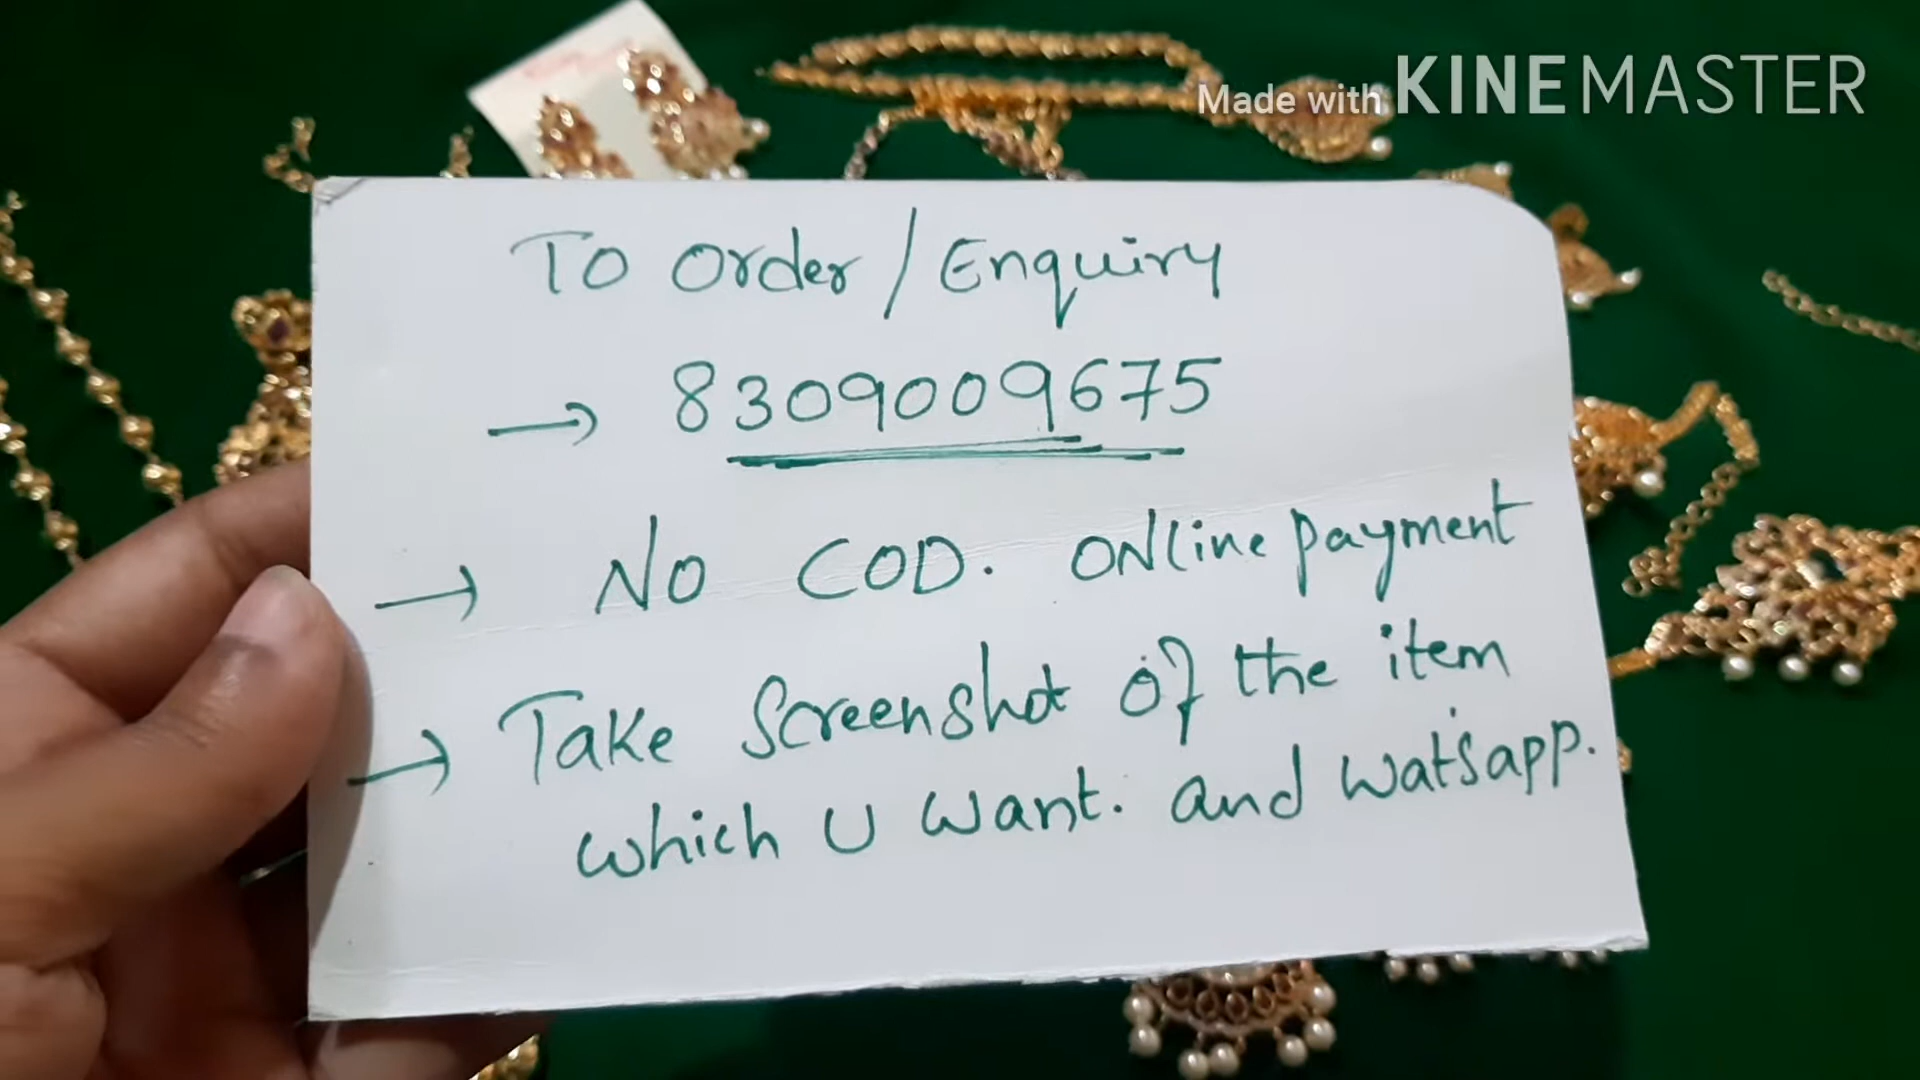 Made with KINEMASTER
To Order / Enquiry
→ 8309009675
→ No COD. ONline payment
→ Take Screenshot of the item
which U want. and watsapp.